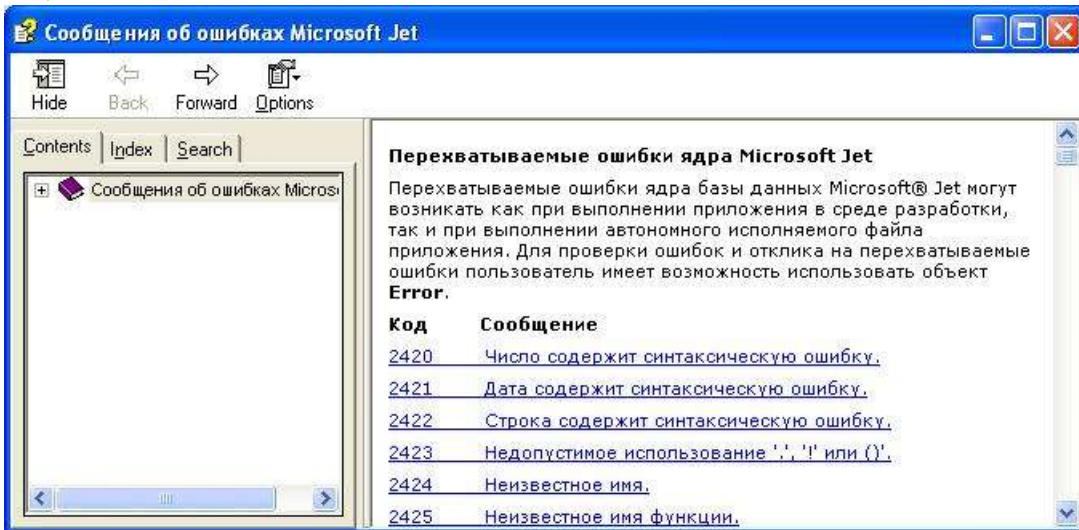 Сообщения об ошибках Microsoft Jet
Hide Back Forward Options
Contents Index Search
Сообщения об ошибках Micros
Перехватываемые ошибки ядра Microsoft Jet
Перехватываемые ошибки ядра базы данных Microsoft® Jet могут
возникать как при выполнении приложения в среде разработки,
так и при выполнении автономного исполняемого файла
приложения. Для проверки ошибок и отклика на перехватываемые
ошибки пользователь имеет возможность использовать объект
Error.
Код Сообщение
2420 Число содержит синтаксическую ошибку.
2421 Дата содержит синтаксическую ошибку.
2422 Строка содержит синтаксическую ошибку.
2423 Недопустимое использование '.', '!' или ()'.
2424 Неизвестное имя.
2425 Неизвестное имя функции.